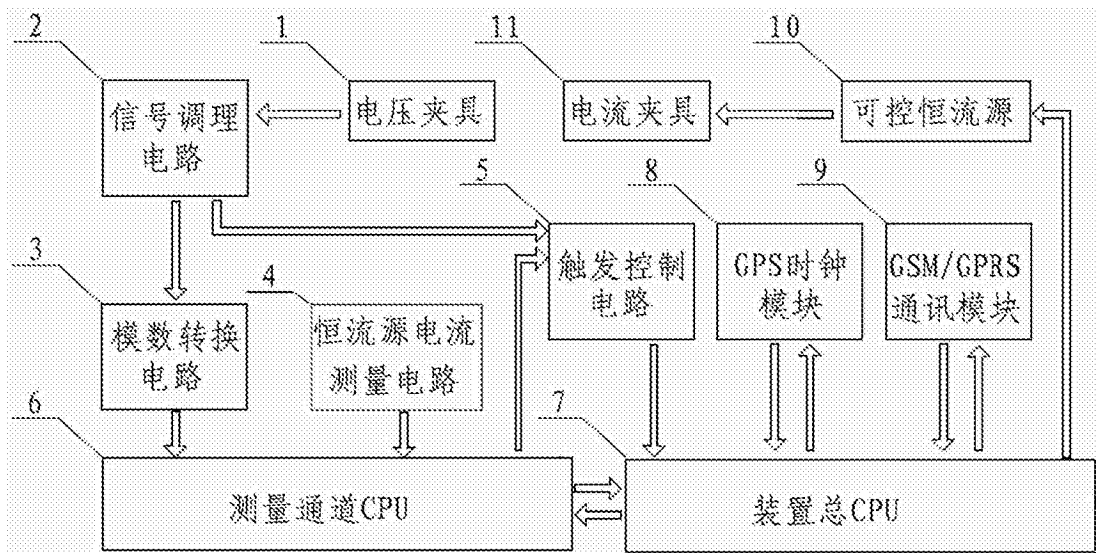 2
1
11
10
信号调理
电路
电压夹具
电流夹具
可控恒流源
5
8
9
3
4
触发控制
电路
GPS时钟
模块
GSM/GPRS
通讯模块
模数转换
电路
恒流源电流
测量电路
6
7
测量通道CPU
装置总CPU